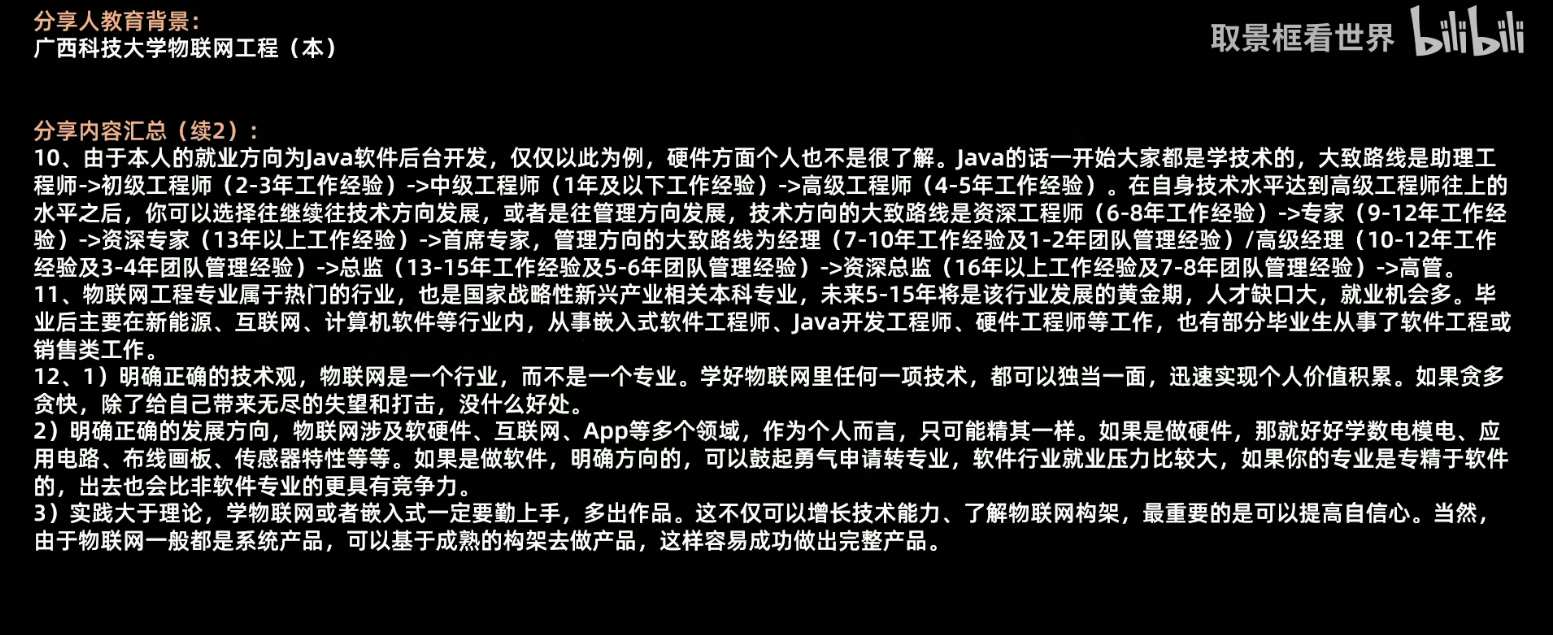 分享人教育背景：
广西科技大学物联网工程（本）
取景框看世界 bilibili
分享内容汇总（续2）：
10、由于本人的就业方向为Java软件后台开发，仅仅以此为例，硬件方面个人也不是很了解。Java的话一开始大家都是学技术的，大致路线是助理工
程师->初级工程师（2-3年工作经验）->中级工程师（1年及以下工作经验）->高级工程师（4-5年工作经验）。在自身技术水平达到高级工程师往上的
水平之后，你可以选择往继续往技术方向发展，或者是往管理方向发展，技术方向的大致路线是资深工程师（6-8年工作经验）->专家（9-12年工作经
验）->资深专家（13年以上工作经验）->首席专家，管理方向的大致路线为经理（7-10年工作经验及1-2年团队管理经验）/高级经理（10-12年工作
经验及3-4年团队管理经验）->总监（13-15年工作经验及5-6年团队管理经验）->资深总监（16年以上工作经验及7-8年团队管理经验）->高管。
11、物联网工程专业属于热门的行业，也是国家战略性新兴产业相关本科专业，未来5-15年将是该行业发展的黄金期，人才缺口大，就业机会多。毕
业后主要在新能源、互联网、计算机软件等行业内，从事嵌入式软件工程师、Java开发工程师、硬件工程师等工作，也有部分毕业生从事了软件工程或
销售类工作。
12、1）明确正确的技术观，物联网是一个行业，而不是一个专业。学好物联网里任何一项技术，都可以独当一面，迅速实现个人价值积累。如果贪多
贪快，除了给自己带来无尽的失望和打击，没什么好处。
2）明确正确的发展方向，物联网涉及软硬件、互联网、App等多个领域，作为个人而言，只可能精其一样。如果是做硬件，那就好好学数电模电、应
用电路、布线画板、传感器特性等等。如果是做软件，明确方向的，可以鼓起勇气申请转专业，软件行业就业压力比较大，如果你的专业是专精于软件
的，出去也会比非软件专业的更具有竞争力。
3）实践大于理论，学物联网或者嵌入式一定要勤上手，多出作品。这不仅可以增长技术能力、了解物联网构架，最重要的是可以提高自信心。当然，
由于物联网一般都是系统产品，可以基于成熟的构架去做产品，这样容易成功做出完整产品。